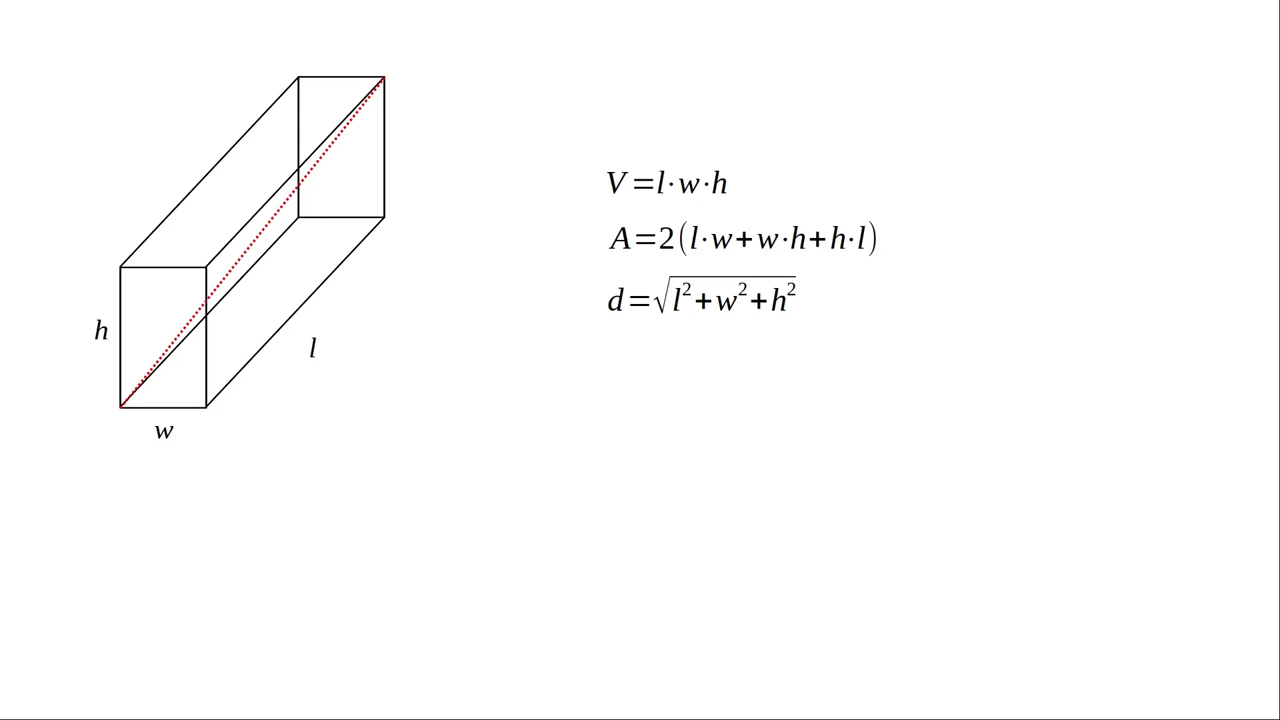 V=l·w·h
A=2(l·w+w·h+h·l)
d=√l²+w²+h²
h
l
w